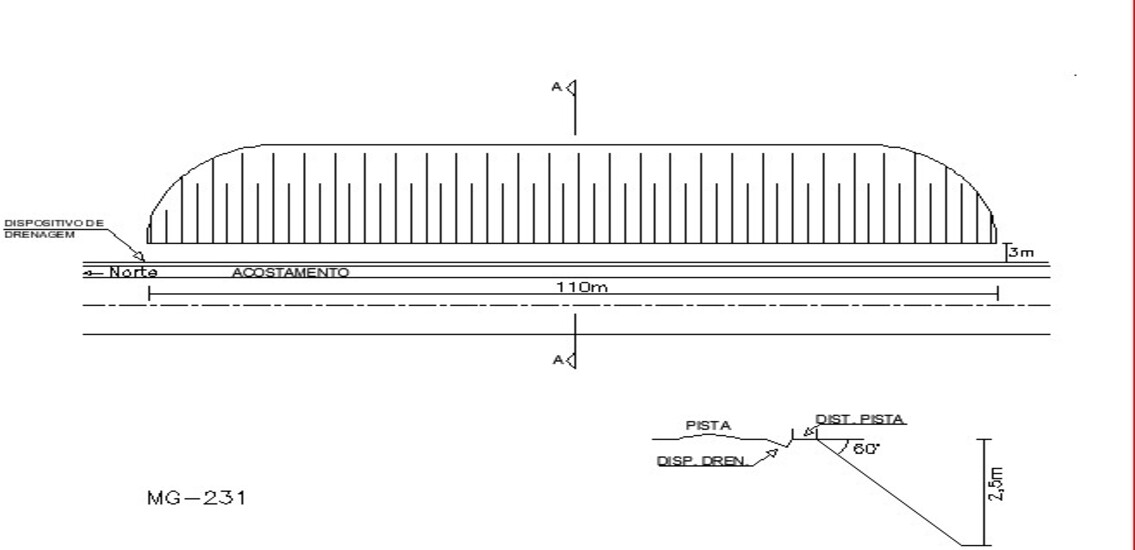 A
DISPOSITIVO DE
DRENAGEM
3m
Norte
ACOSTAMENTO
110m
A
DIST. PISTA
PISTA
60°
DISP. DREN.
2,5m
MG-231